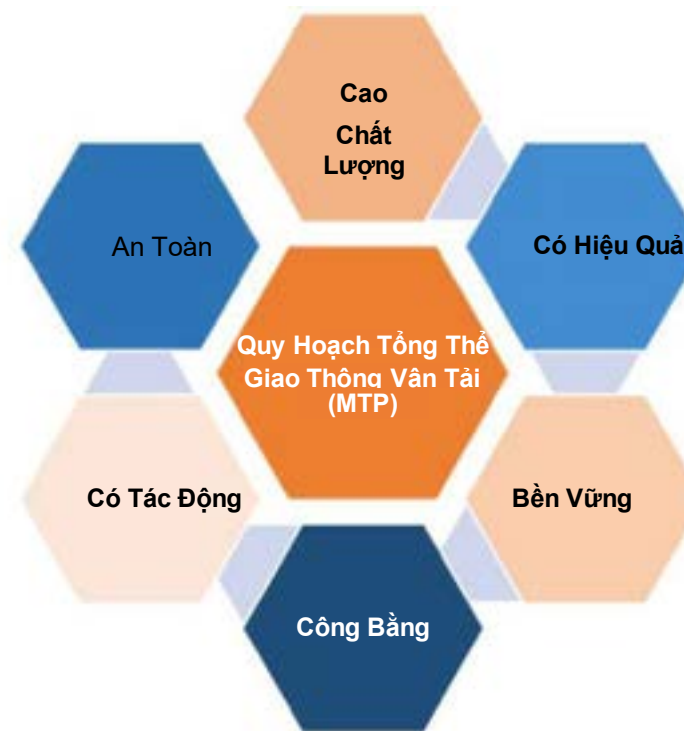 Cao
Chất
Lượng
An Toàn
Có Hiệu Quả
Quy Hoạch Tổng Thể
Giao Thông Vân Tải
(MTP)
Có Tác Động
Bền Vững
Công Bằng